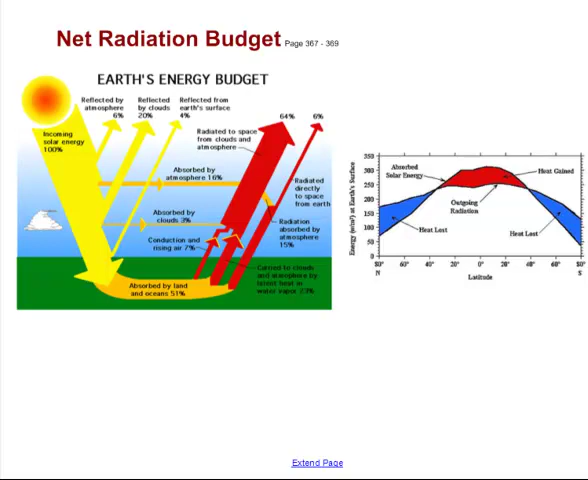 Net Radiation Budget Page 367 - 369
EARTH'S ENERGY BUDGET
Reflected by
atmosphere
6%
Reflected
by clouds
20%
Reflected from
earth's surface
4%
64%
6%
Incoming
solar energy
100%
Radiated to space
from clouds and
atmosphere
Absorbed by
atmosphere 16%
Radiated
directly
to space
from earth
Absorbed by
clouds 3%
Radiation
absorbed by
atmosphere
15%
Conduction and
rising air 7%
Carried to clouds
and atmosphere by
latent heat in
water vapor 23%
Absorbed by land
and oceans 51%
Energy (w/m²) at Earth's Surface
350
300
250
200
150
100
50
0
Absorbed
Solar Energy
Heat Gained
Outgoing
Radiation
Heat Lost
Heat Lost
80° 60° 40° 20° 0° 20° 40° 60° 80°
N Latitude S
Extend Page